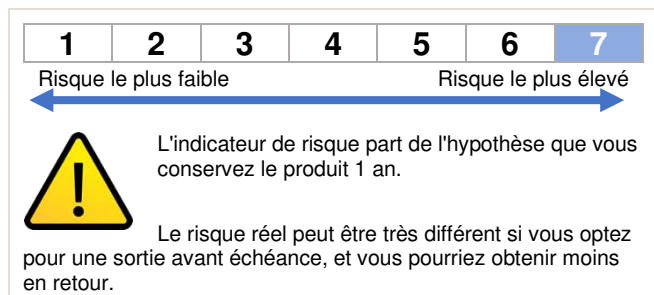 1 2 3 4 5 6 7
Risque le plus faible Risque le plus élevé
L'indicateur de risque part de l'hypothèse que vous
conservez le produit 1 an.
Le risque réel peut être très différent si vous optez
pour une sortie avant échéance, et vous pourriez obtenir moins
en retour.